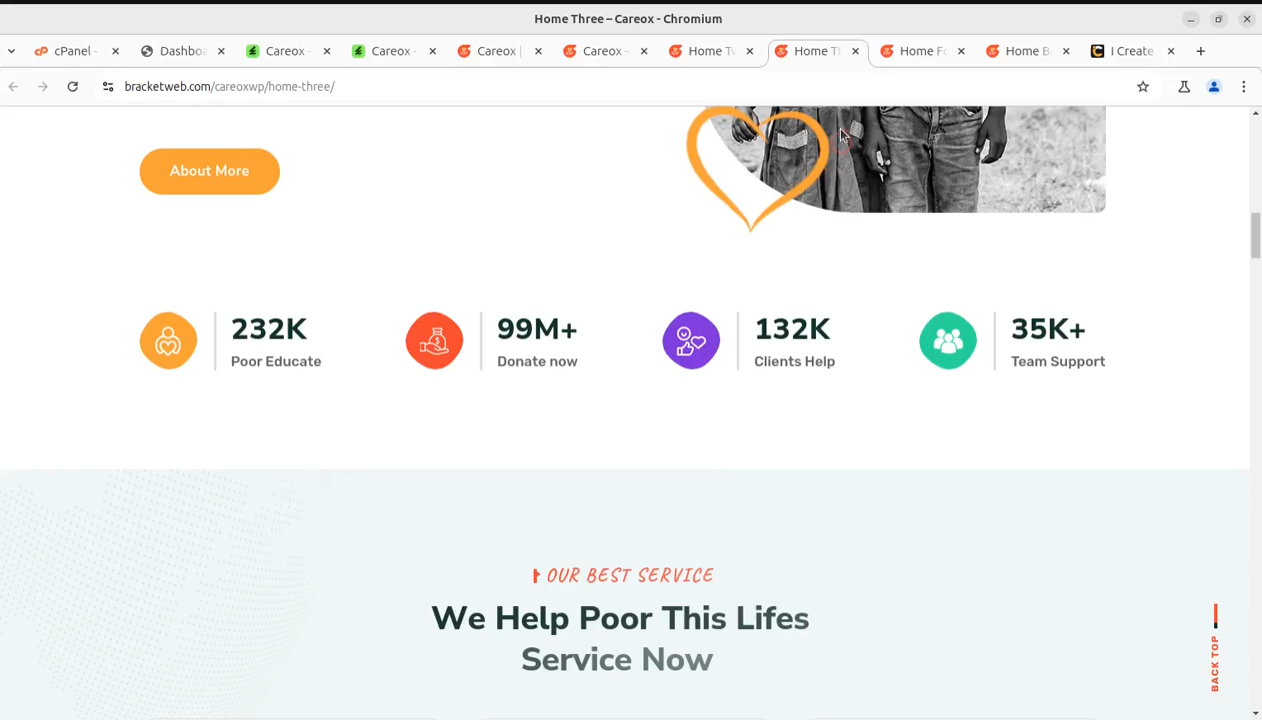 Home Three – Careox - Chromium
cPanel -
Dashboa
Careox -
Careox -
Careox |
Careox -
Home Tw
Home Th
Home Fo
Home B
I Create
bracketweb.com/careoxwp/home-three/
About More
232K
Poor Educate
99M+
Donate now
132K
Clients Help
35K+
Team Support
OUR BEST SERVICE
We Help Poor This Lifes
Service Now
BACK TOP